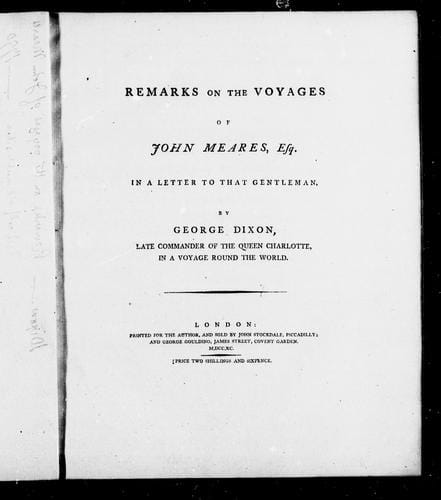 REMARKS ON THE VOYAGES
OF
JOHN MEARES, Eſq.
IN A LETTER TO THAT GENTLEMAN.
BY
GEORGE DIXON,
LATE COMMANDER OF THE QUEEN CHARLOTTE,
IN A VOYAGE ROUND THE WORLD.
LONDON:
PRINTED FOR THE AUTHOR, AND SOLD BY JOHN STOCKDALE, PICCADILLY;
AND GEORGE GOULDING, JAMES STREET, COVENT GARDEN.
M,DCC,XC.
[PRICE TWO SHILLINGS AND SIXPENCE.